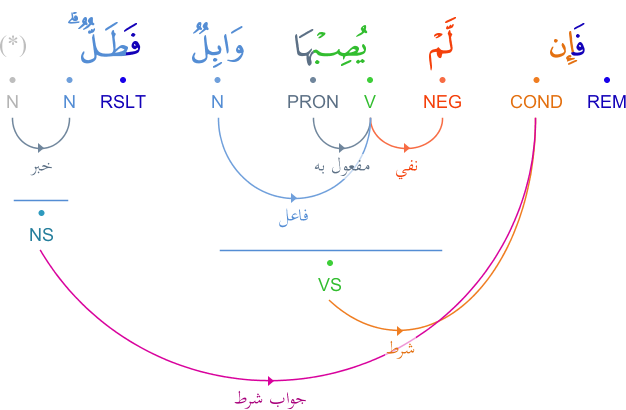 فَإِن لَّمْ يُصِبْهَا وَابِلٌ فَطَلٌّ ۗ (*)
REM COND NEG V PRON N RSLT N N
خبر مفعول به نفي
فاعل
NS
VS
شرط
جواب شرط